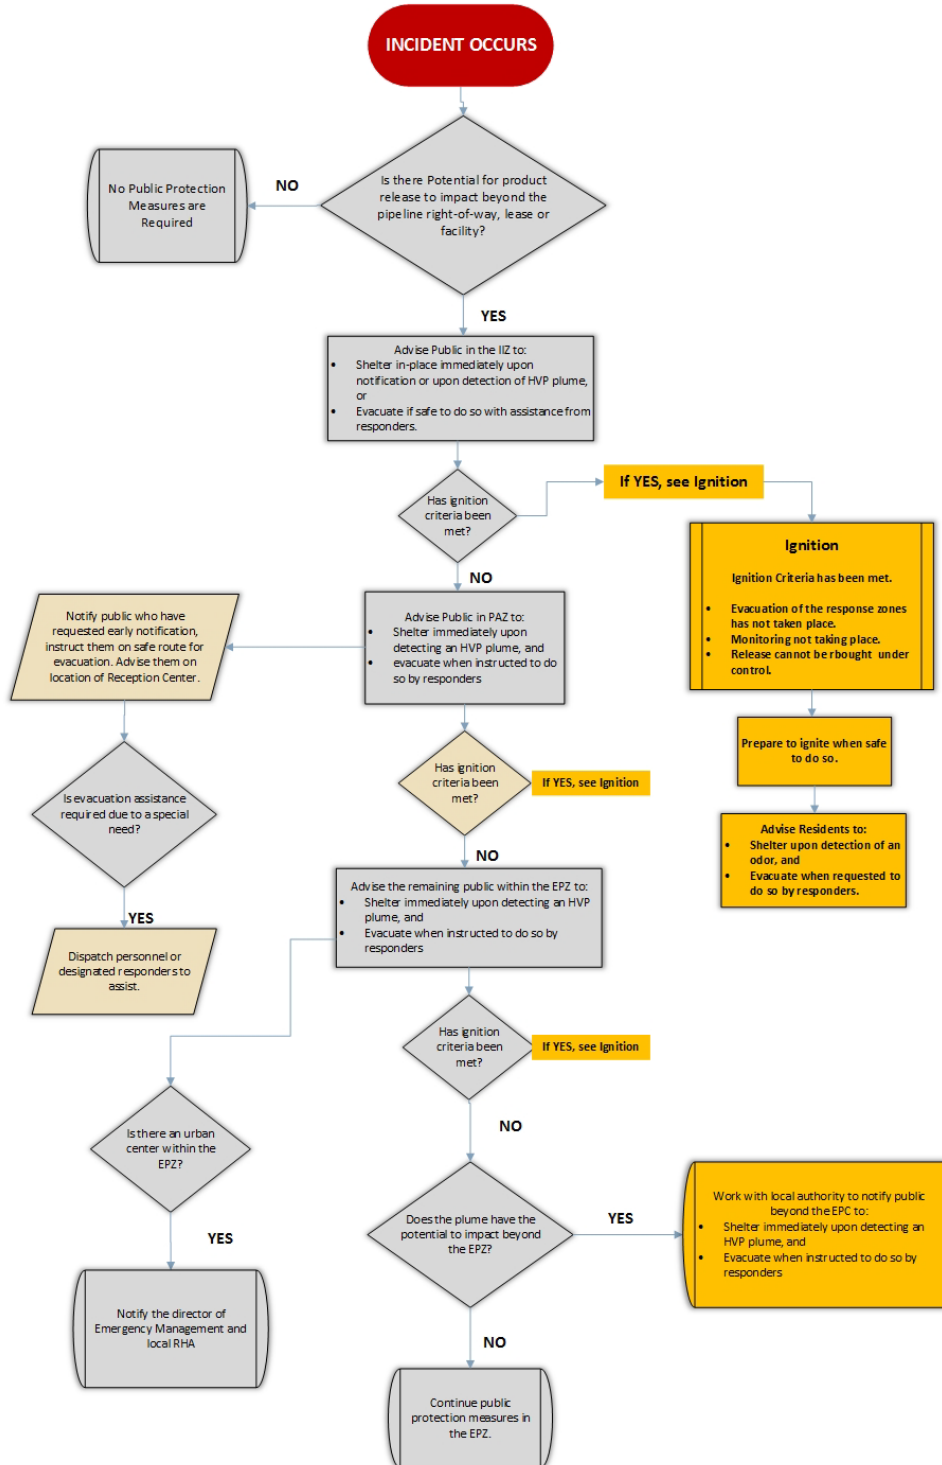 INCIDENT OCCURS
Is there Potential for product
release to impact beyond the
pipeline right-of-way, lease or
facility?
NO
No Public Protection
Measures are
Required
YES
Advise Public in the IIZ to:
• Shelter in-place immediately upon
notification or upon detection of HVP plume,
or
• Evacuate if safe to do so with assistance from
responders.
Has ignition
criteria been
met?
If YES, see Ignition
Ignition
Ignition Criteria has been met.
• Evacuation of the response zones
has not taken place.
• Monitoring not taking place.
• Release cannot be rbought under
control.
Prepare to ignite when safe
to do so.
Advise Residents to:
• Shelter upon detection of an
odor, and
• Evacuate when requested to
do so by responders.
NO
Advise Public in PAZ to:
• Shelter immediately upon
detecting an HVP plume, and
• evacuate when instructed to do
so by responders
Notify public who have
requested early notification,
instruct them on safe route for
evacuation. Advise them on
location of Reception Center.
Is evacuation assistance
required due to a special
need?
YES
Dispatch personnel or
designated responders to
assist.
Has ignition
criteria been
met?
If YES, see Ignition
NO
Advise the remaining public within the EPZ to:
• Shelter immediately upon detecting an HVP
plume, and
• Evacuate when instructed to do so by
responders
Has ignition
criteria been
met?
If YES, see Ignition
NO
Is there an urban
center within the
EPZ?
YES
Notify the director of
Emergency Management and
local RHA
Does the plume have the
potential to impact beyond
the EPZ?
YES
Work with local authority to notify public
beyond the EPC to:
• Shelter immediately upon detecting an
HVP plume, and
• Evacuate when instructed to do so by
responders
NO
Continue public
protection measures in
the EPZ.